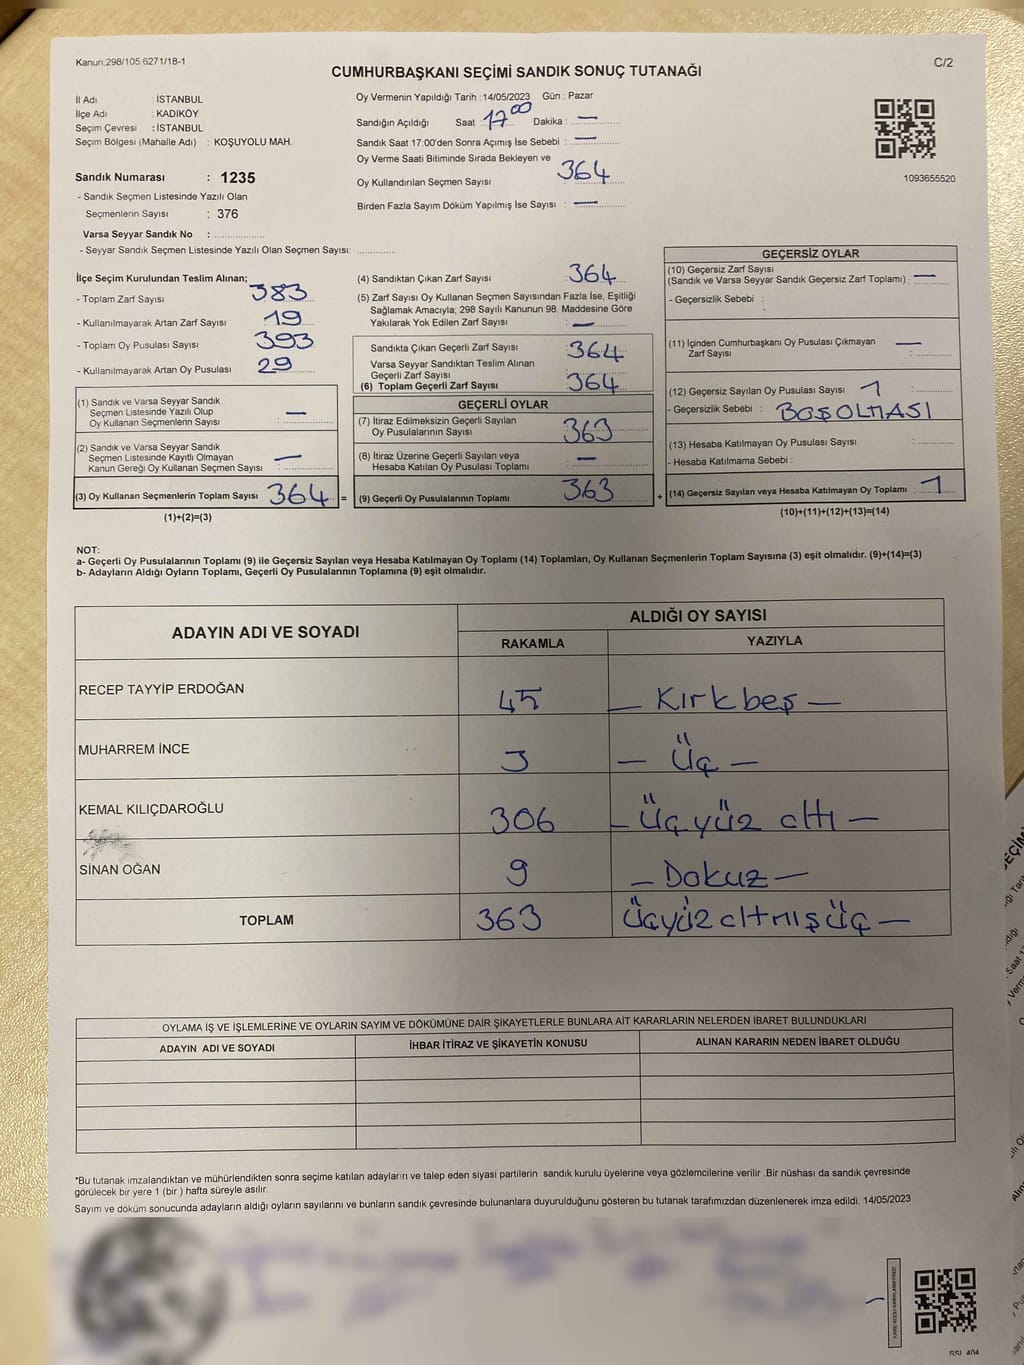 Kanun;298/105,6271/18-1
C/2
CUMHURBAŞKANI SEÇİMİ SANDIK SONUÇ TUTANAĞI
İl Adı : İSTANBUL
İlçe Adı : KADIKÖY
Seçim Çevresi : İSTANBUL
Seçim Bölgesi (Mahalle Adı) : KOŞUYOLU MAH.
Sandık Numarası : 1235
- Sandık Seçmen Listesinde Yazılı Olan
Seçmenlerin Sayısı : 376
Varsa Seyyar Sandık No :
- Seyyar Sandık Seçmen Listesinde Yazılı Olan Seçmen Sayısı:
Oy Vermenin Yapıldığı Tarih :14/05/2023 Gün : Pazar
Sandığın Açıldığı Saat : 17 00 Dakika : —
Sandık Saat 17:00'den Sonra Açımış İse Sebebi : —
Oy Verme Saati Bitiminde Sırada Bekleyen ve
Oy Kullandırılan Seçmen Sayısı : 364
Birden Fazla Sayım Döküm Yapılmış İse Sayısı : —
1093655520
İlçe Seçim Kurulundan Teslim Alınan;
- Toplam Zarf Sayısı 383
- Kullanılmayarak Artan Zarf Sayısı : 19
- Toplam Oy Pusulası Sayısı : 393
- Kullanılmayarak Artan Oy Pusulası : 29
(1) Sandık ve Varsa Seyyar Sandık
Seçmen Listesinde Yazılı Olup
Oy Kullanan Seçmenlerin Sayısı : —
(2) Sandık ve Varsa Seyyar Sandık
Seçmen Listesinde Kayıtlı Olmayan
Kanun Gereği Oy Kullanan Seçmen Sayısı : —
(3) Oy Kullanan Seçmenlerin Toplam Sayısı : 364 =
(1)+(2)=(3)
(4) Sandıktan Çıkan Zarf Sayısı : 364
(5) Zarf Sayısı Oy Kullanan Seçmen Sayısından Fazla İse, Eşitliği
Sağlamak Amacıyla; 298 Sayılı Kanunun 98. Maddesine Göre
Yakılarak Yok Edilen Zarf Sayısı : —
Sandıkta Çıkan Geçerli Zarf Sayısı : 364
Varsa Seyyar Sandıktan Teslim Alınan
Geçerli Zarf Sayısı
(6) Toplam Geçerli Zarf Sayısı : 364
GEÇERLİ OYLAR
(7) İtiraz Edilmeksizin Geçerli Sayılan
Oy Pusulalarının Sayısı : 363
(8) İtiraz Üzerine Geçerli Sayılan veya
Hesaba Katılan Oy Pusulası Toplamı : —
(9) Geçerli Oy Pusulalarının Toplamı : 363 +
GEÇERSİZ OYLAR
(10) Geçersiz Zarf Sayısı
(Sandık ve Varsa Seyyar Sandık Geçersiz Zarf Toplamı) : —
- Geçersizlik Sebebi :
(11) İçinden Cumhurbaşkanı Oy Pusulası Çıkmayan
Zarf Sayısı : —
(12) Geçersiz Sayılan Oy Pusulası Sayısı 1
- Geçersizlik Sebebi : BOŞOLMASI
(13) Hesaba Katılmayan Oy Pusulası Sayısı :
- Hesaba Katılmama Sebebi :
(14) Geçersiz Sayılan veya Hesaba Katılmayan Oy Toplamı : 1
(10)+(11)+(12)+(13)=(14)
NOT:
a- Geçerli Oy Pusulalarının Toplamı (9) ile Geçersiz Sayılan veya Hesaba Katılmayan Oy Toplamı (14) Toplamları, Oy Kullanan Seçmenlerin Toplam Sayısına (3) eşit olmalıdır. (9)+(14)=(3)
b- Adayların Aldığı Oyların Toplamı, Geçerli Oy Pusulalarının Toplamına (9) eşit olmalıdır.
ADAYIN ADI VE SOYADI
ALDIĞI OY SAYISI
RAKAMLA YAZIYLA
RECEP TAYYİP ERDOĞAN 45 — Kırkbeş —
MUHARREM İNCE 3 — Üç —
KEMAL KILIÇDAROĞLU 306 — Üçyüz altı —
SİNAN OĞAN 9 — Dokuz —
TOPLAM 363 Üçyüz altmışüç —
OYLAMA İŞ VE İŞLEMLERİNE VE OYLARIN SAYIM VE DÖKÜMÜNE DAİR ŞİKAYETLERLE BUNLARA AİT KARARLARIN NELERDEN İBARET BULUNDUKLARI
ADAYIN ADI VE SOYADI İHBAR İTİRAZ VE ŞİKAYETİN KONUSU ALINAN KARARIN NEDEN İBARET OLDUĞU
*Bu tutanak imzalandıktan ve mühürlendikten sonra seçime katılan adayların ve talep eden siyasi partilerin sandık kurulu üyelerine veya gözlemcilerine verilir .Bir nüshası da sandık çevresinde
görülecek bir yere 1 (bir ) hafta süreyle asılır.
Sayım ve döküm sonucunda adayların aldığı oyların sayılarını ve bunların sandık çevresinde bulunanlara duyurulduğunu gösteren bu tutanak tarafımızdan düzenlenerek imza edildi. 14/05/2023